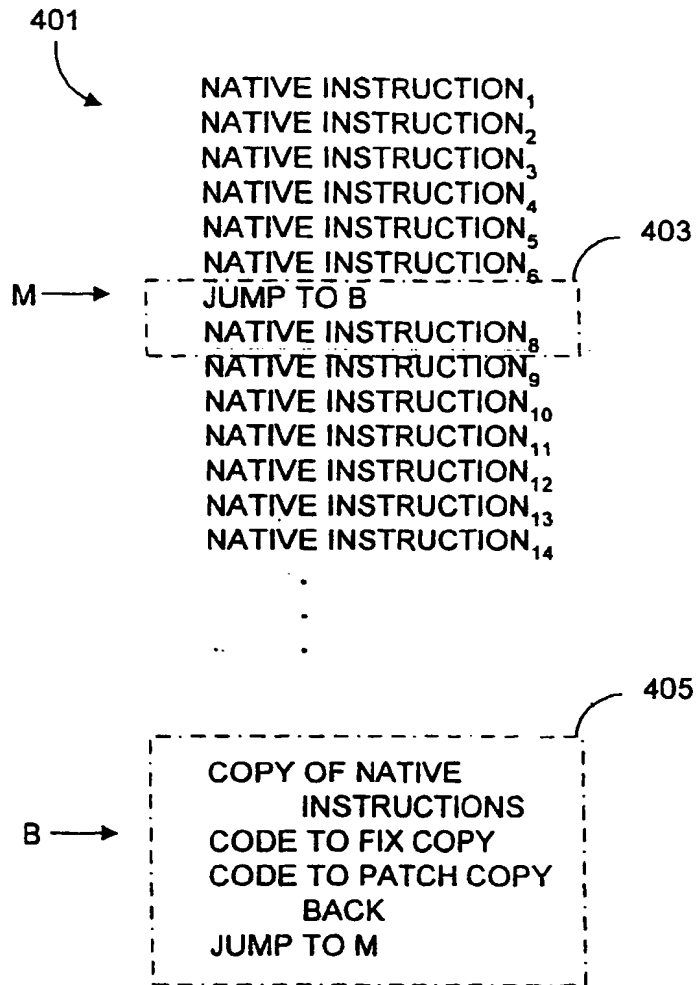 401
NATIVE INSTRUCTION1
NATIVE INSTRUCTION2
NATIVE INSTRUCTION3
NATIVE INSTRUCTION4
NATIVE INSTRUCTION5
403
NATIVE INSTRUCTION6
M
JUMP TO B
NATIVE INSTRUCTION8
NATIVE INSTRUCTION9
NATIVE INSTRUCTION10
NATIVE INSTRUCTION11
NATIVE INSTRUCTION12
NATIVE INSTRUCTION13
NATIVE INSTRUCTION14
405
COPY OF NATIVE
INSTRUCTIONS
B
CODE TO FIX COPY
CODE TO PATCH COPY
BACK
JUMP TO M